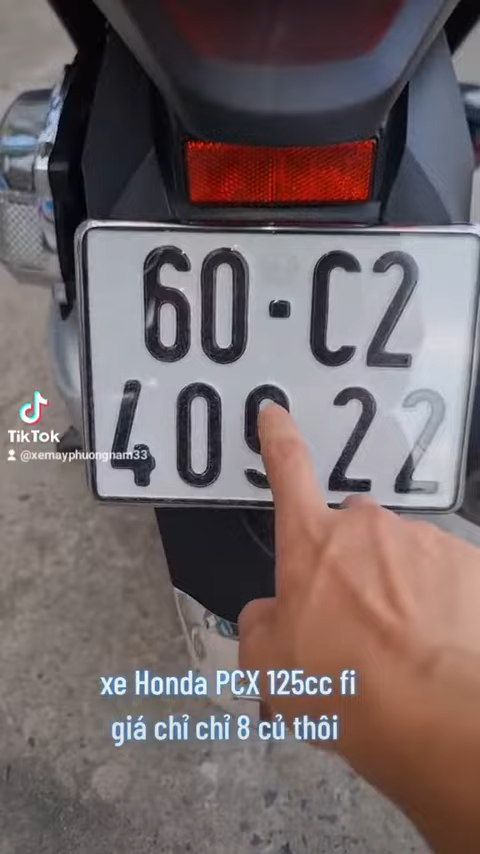 60-C2
409 22
TikTok
@xemayphuongnam33
xe Honda PCX 125cc fi
giá chỉ chỉ 8 củ thôi